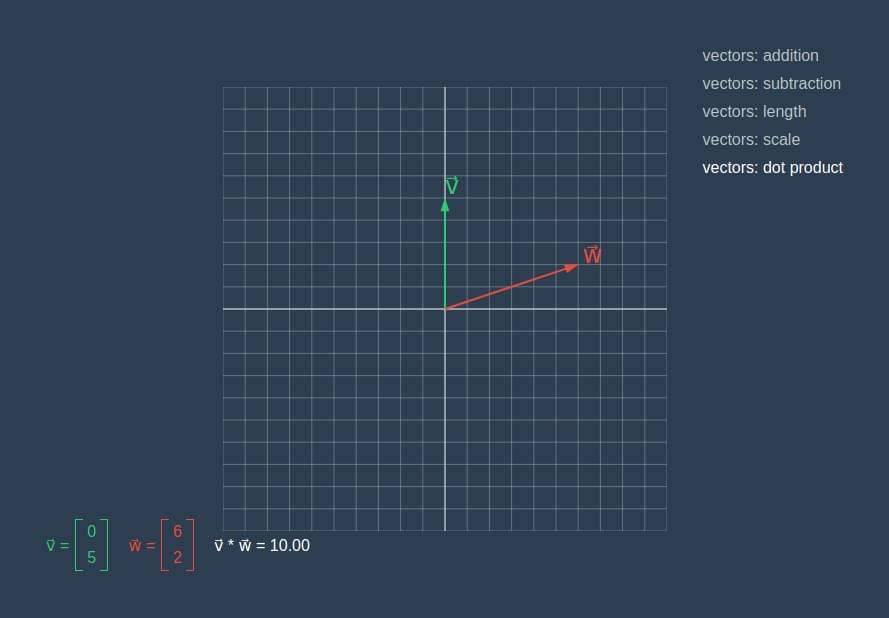 vectors: addition
vectors: subtraction
vectors: length
vectors: scale
vectors: dot product
v⃗
w⃗
v⃗ = [0 5] w⃗ = [6 2] v⃗ * w⃗ = 10.00